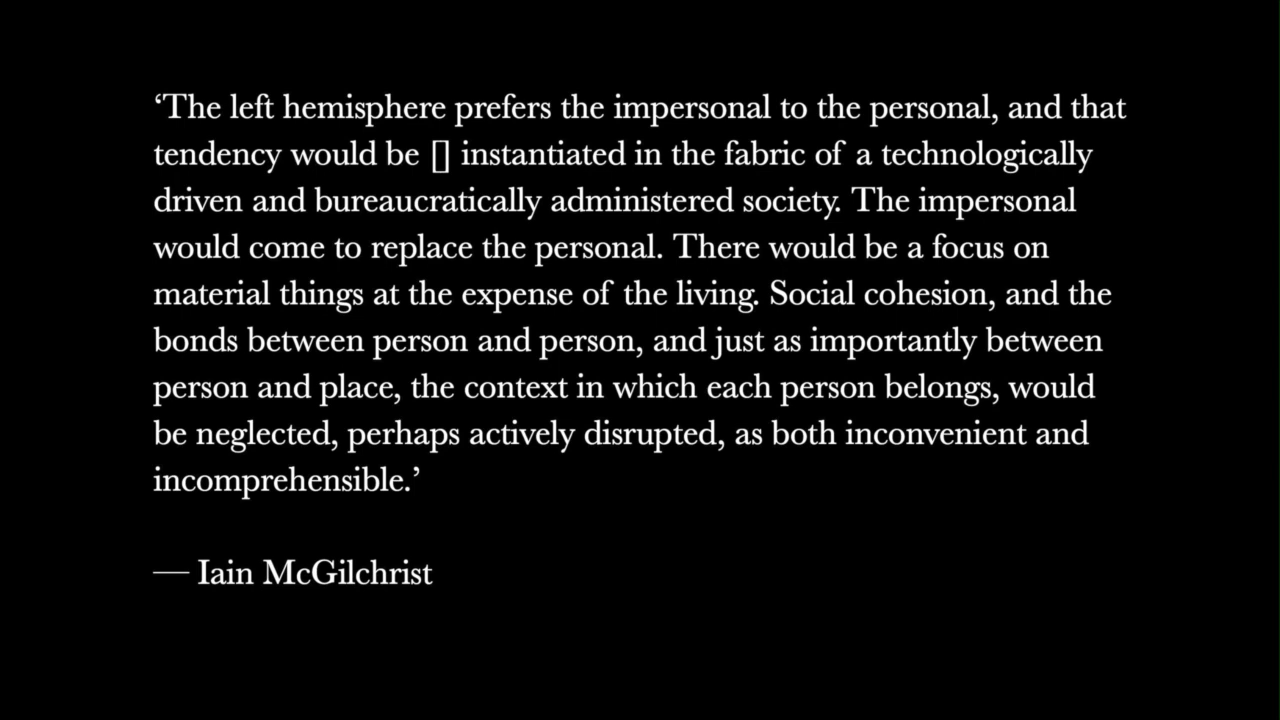 ‘The left hemisphere prefers the impersonal to the personal, and that
tendency would be [] instantiated in the fabric of a technologically
driven and bureaucratically administered society. The impersonal
would come to replace the personal. There would be a focus on
material things at the expense of the living. Social cohesion, and the
bonds between person and person, and just as importantly between
person and place, the context in which each person belongs, would
be neglected, perhaps actively disrupted, as both inconvenient and
incomprehensible.’
— Iain McGilchrist